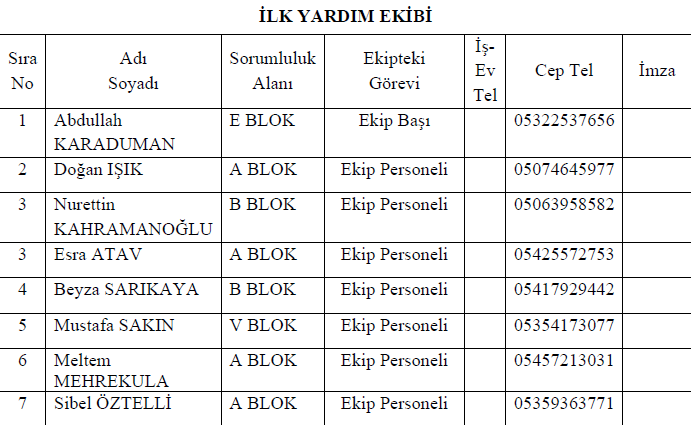 İLK YARDIM EKİBİ
Sıra No Adı Soyadı Sorumluluk Alanı Ekipteki Görevi İş-Ev Tel Cep Tel İmza
1 Abdullah KARADUMAN E BLOK Ekip Başı 05322537656
2 Doğan IŞIK A BLOK Ekip Personeli 05074645977
3 Nurettin KAHRAMANOĞLU B BLOK Ekip Personeli 05063958582
3 Esra ATAV A BLOK Ekip Personeli 05425572753
4 Beyza SARIKAYA B BLOK Ekip Personeli 05417929442
5 Mustafa SAKIN V BLOK Ekip Personeli 05354173077
6 Meltem MEHREKULA A BLOK Ekip Personeli 05457213031
7 Sibel ÖZTELLİ A BLOK Ekip Personeli 05359363771